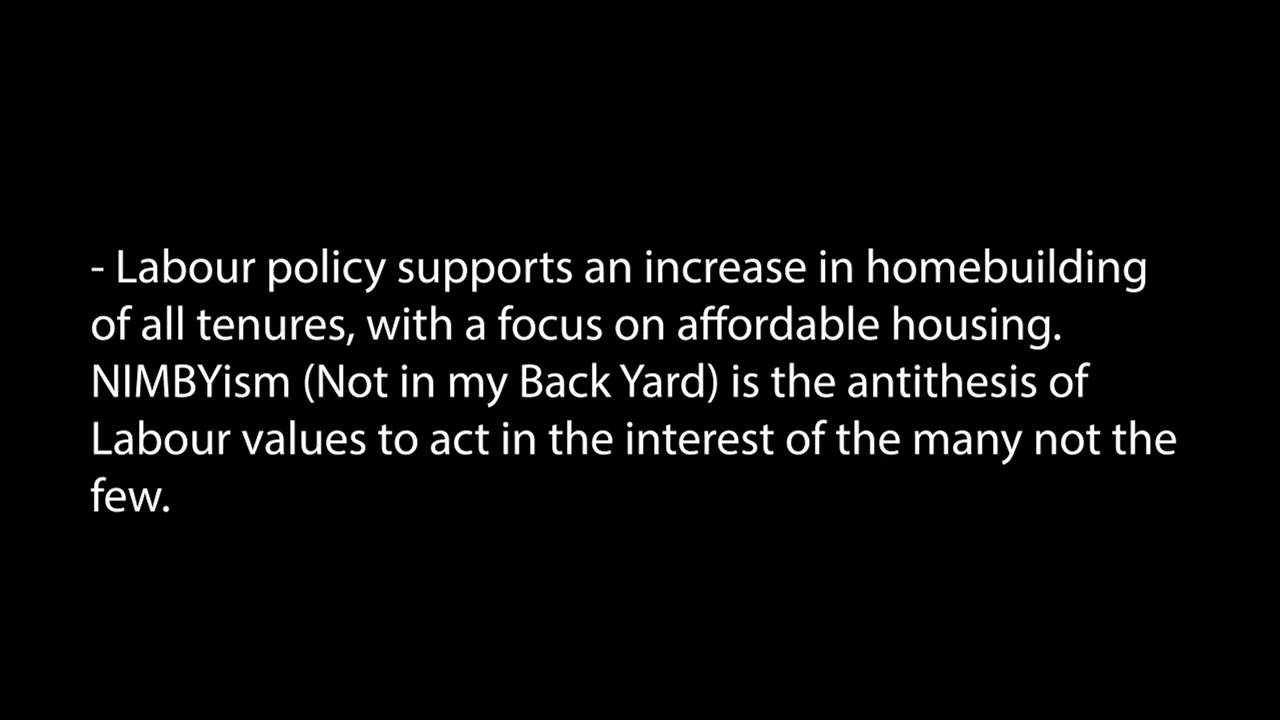 - Labour policy supports an increase in homebuilding
of all tenures, with a focus on affordable housing.
NIMBYism (Not in my Back Yard) is the antithesis of
Labour values to act in the interest of the many not the
few.